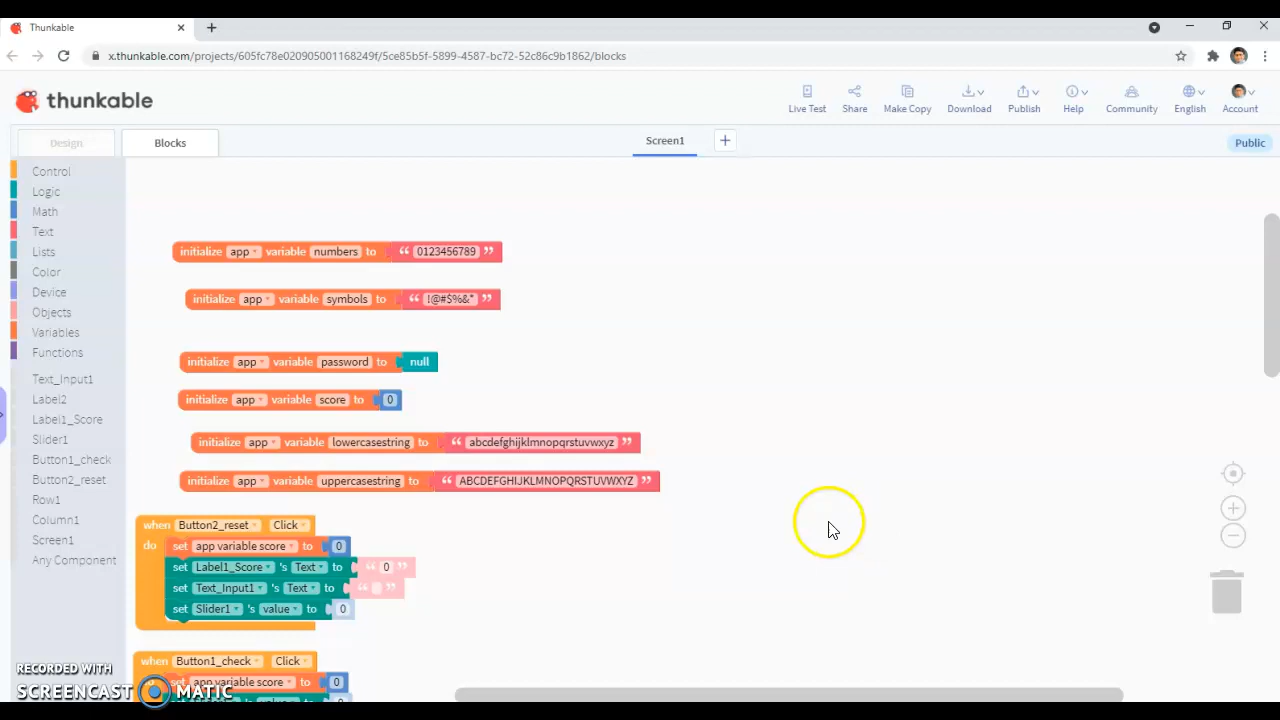 Thunkable
x.thunkable.com/projects/605fc78e020905001168249f/5ce85b5f-5899-4587-bc72-52c86c9b1862/blocks
thunkable
Live Test Share Make Copy Download Publish Help Community English Account
Design Blocks Screen1 + Public
Control
Logic
Math
Text
Lists
Color
Device
Objects
Variables
Functions
Text_Input1
Label2
Label1_Score
Slider1
Button1_check
Button2_reset
Row1
Column1
Screen1
Any Component
initialize app variable numbers to “ 0123456789 ”
initialize app variable symbols to “ !@#$%&* ”
initialize app variable password to null
initialize app variable score to 0
initialize app variable lowercasestring to “ abcdefghijklmnopqrstuvwxyz ”
initialize app variable uppercasestring to “ ABCDEFGHIJKLMNOPQRSTUVWXYZ ”
when Button2_reset Click
do set app variable score to 0
set Label1_Score 's Text to “ 0 ”
set Text_Input1 's Text to “ ”
set Slider1 's value to 0
when Button1_check Click
do set app variable score to 0
RECORDED WITH
SCREENCAST MATIC